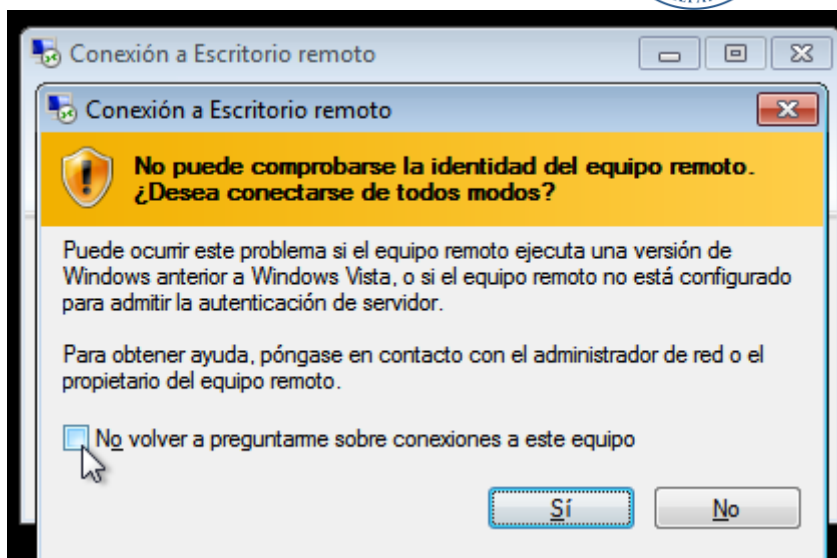 Conexión a Escritorio remoto
Conexión a Escritorio remoto
No puede comprobarse la identidad del equipo remoto.
¿Desea conectarse de todos modos?
Puede ocurrir este problema si el equipo remoto ejecuta una versión de
Windows anterior a Windows Vista, o si el equipo remoto no está configurado
para admitir la autenticación de servidor.
Para obtener ayuda, póngase en contacto con el administrador de red o el
propietario del equipo remoto.
No volver a preguntarme sobre conexiones a este equipo
Sí
No